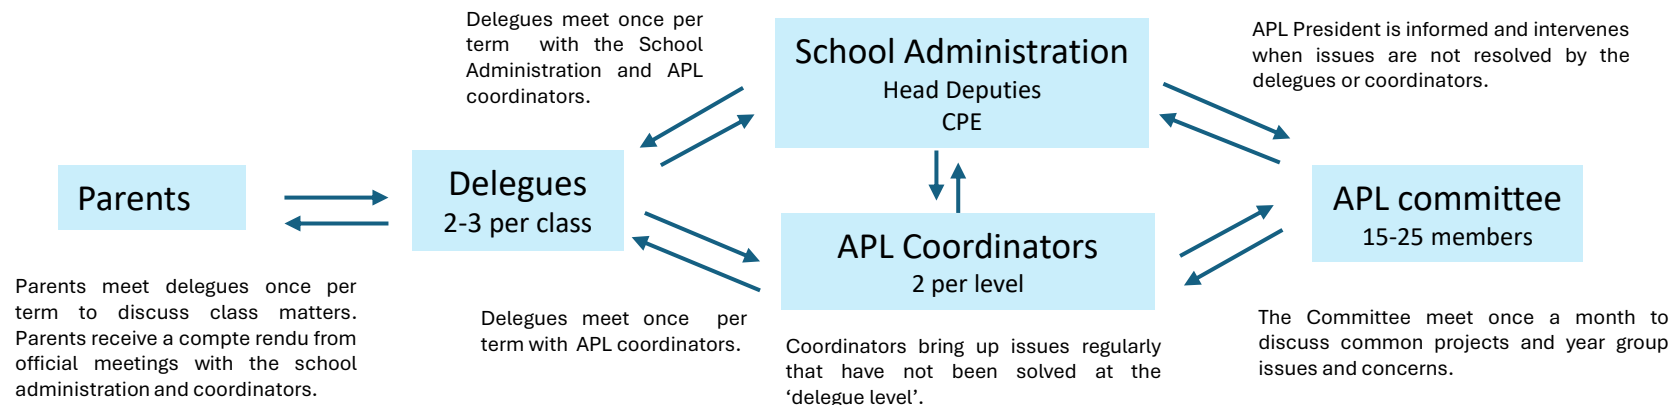 Delegues meet once per
term with the School
Administration and APL
coordinators.
School Administration
Head Deputies
CPE
APL President is informed and intervenes
when issues are not resolved by the
delegues or coordinators.
Parents
Delegues
2-3 per class
APL Coordinators
2 per level
APL committee
15-25 members
Parents meet delegues once per
term to discuss class matters.
Parents receive a compte rendu from
official meetings with the school
administration and coordinators.
Delegues meet once per
term with APL coordinators.
Coordinators bring up issues regularly
that have not been solved at the
‘delegue level’.
The Committee meet once a month to
discuss common projects and year group
issues and concerns.